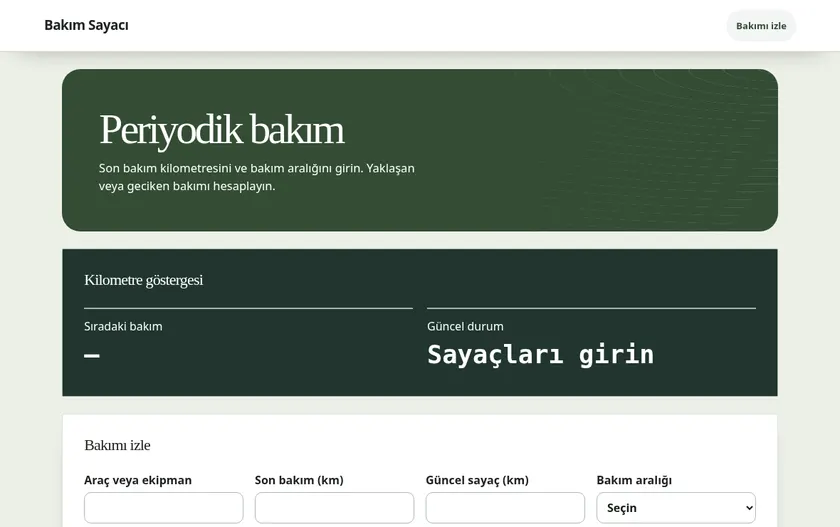 Bakım Sayacı
Bakımı izle
Periyodik bakım
Son bakım kilometresini ve bakım aralığını girin. Yaklaşan
veya geciken bakımı hesaplayın.
Kilometre göstergesi
Sıradaki bakım
—
Güncel durum
Sayaçları girin
Bakımı izle
Araç veya ekipman
Son bakım (km)
Güncel sayaç (km)
Bakım aralığı
Seçin